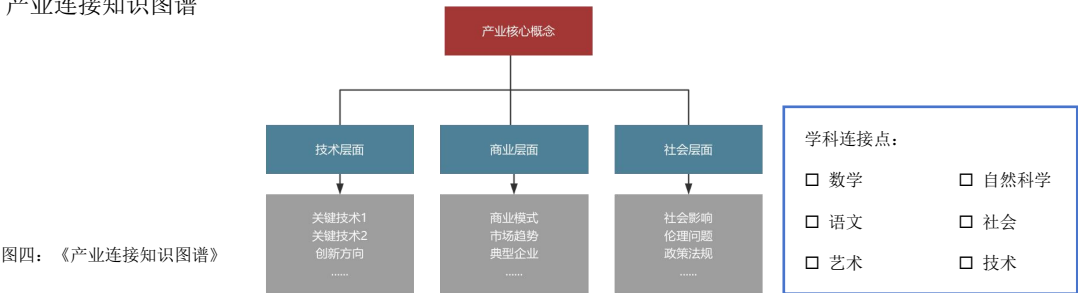 产业连接知识图谱
产业核心概念
技术层面
商业层面
社会层面
关键技术1
关键技术2
创新方向
......
商业模式
市场趋势
典型企业
......
社会影响
伦理问题
政策法规
......
学科连接点：
□ 数学
□ 自然科学
□ 语文
□ 社会
□ 艺术
□ 技术
图四：《产业连接知识图谱》